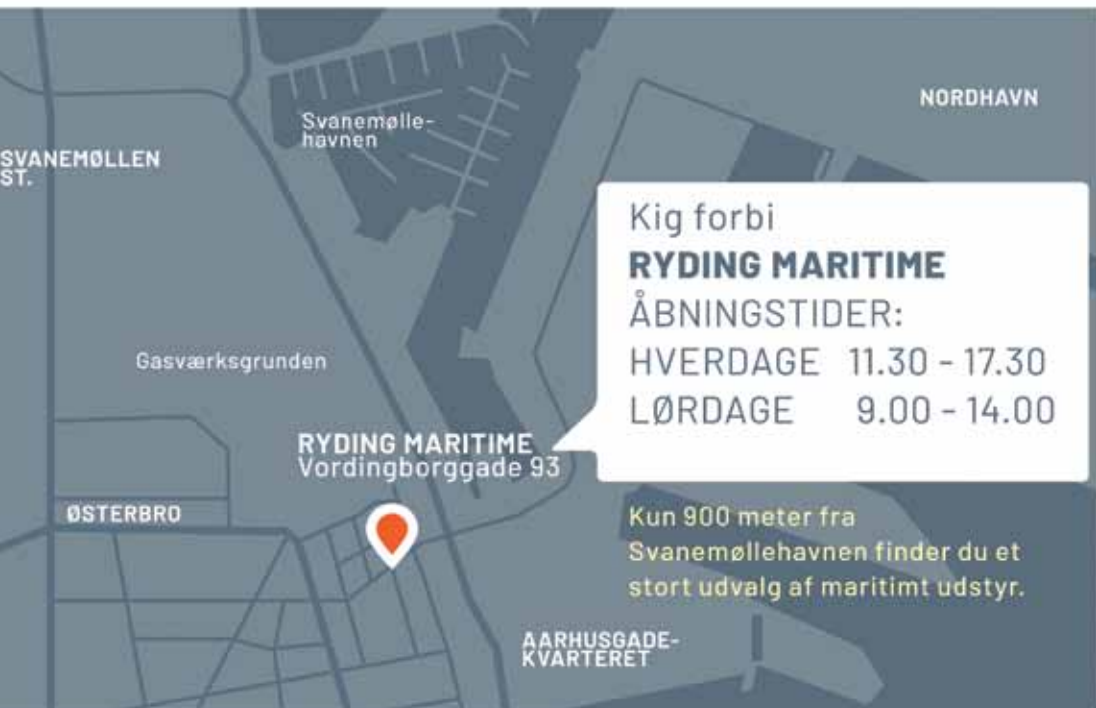 NORDHAVN
Svanemølle-
havnen
SVANEMØLLEN
ST.
Kig forbi
RYDING MARITIME
ÅBNINGSTIDER:
HVERDAGE 11.30 - 17.30
LØRDAGE 9.00 - 14.00
Gasværksgrunden
RYDING MARITIME
Vordingborggade 93
ØSTERBRO
Kun 900 meter fra
Svanemøllehavnen finder du et
stort udvalg af maritimt udstyr.
AARHUSGADE-
KVARTERET